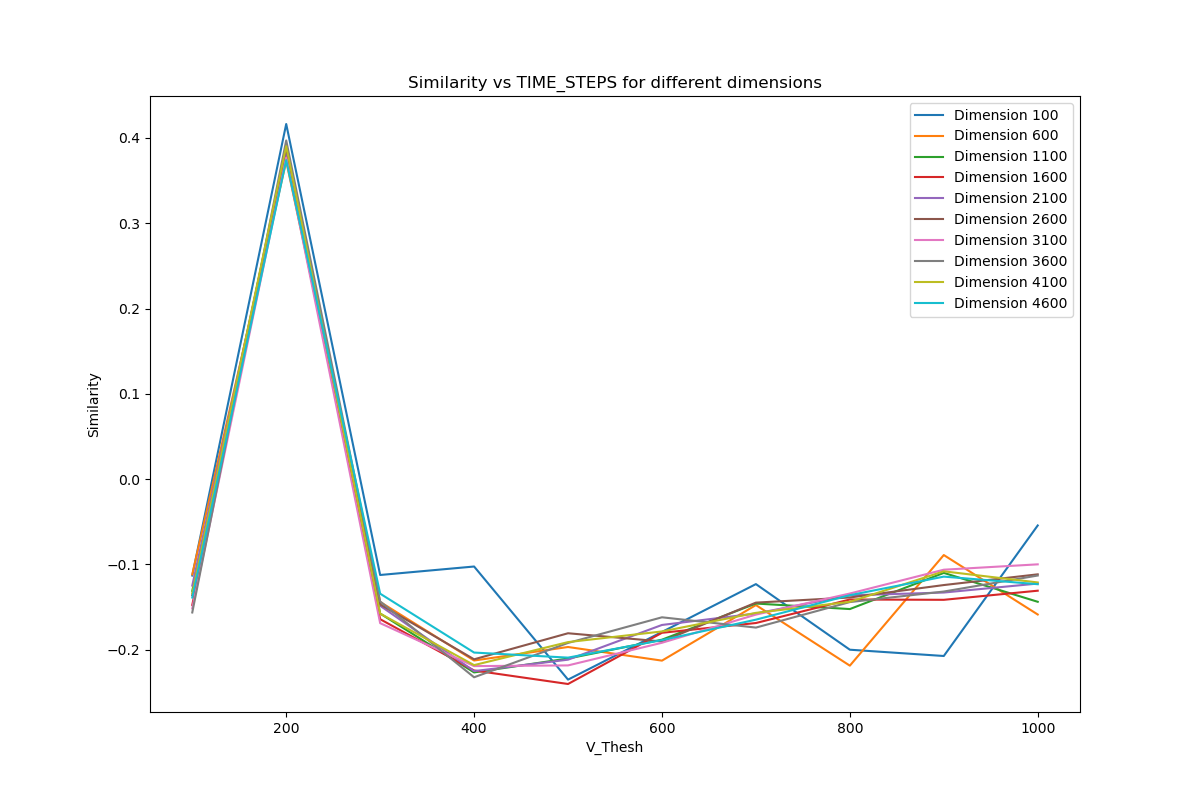 Similarity vs TIME_STEPS for different dimensions
Dimension 100
Dimension 600
Dimension 1100
Dimension 1600
Dimension 2100
Dimension 2600
Dimension 3100
Dimension 3600
Dimension 4100
Dimension 4600
Similarity
0.4
0.3
0.2
0.1
0.0
−0.1
−0.2
200 400 600 800 1000
V_Thesh